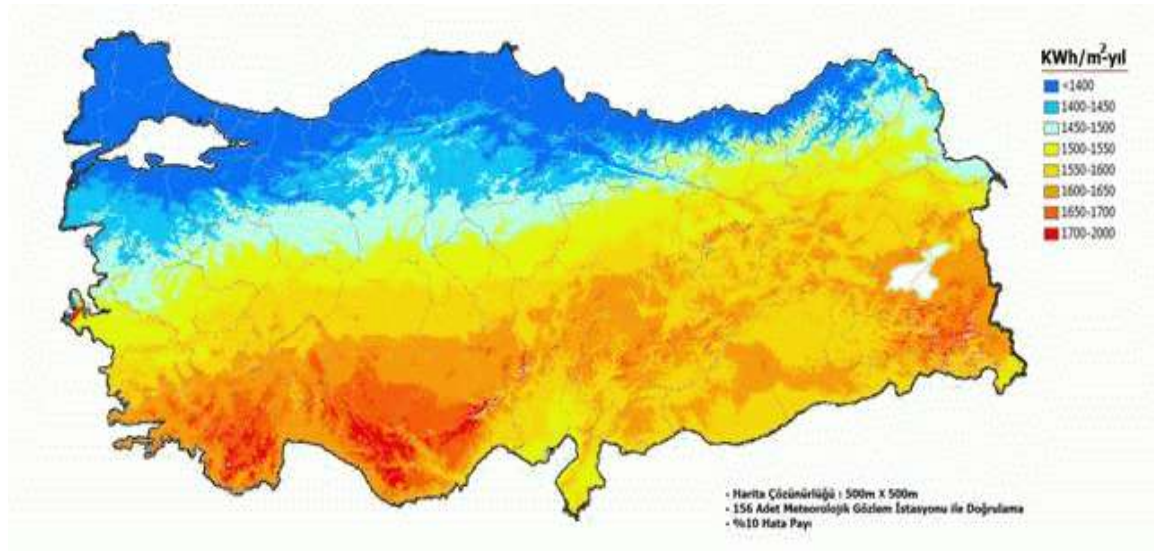 KWh/m²-yıl
<1400
1400-1450
1450-1500
1500-1550
1550-1600
1600-1650
1650-1700
1700-2000
- Harita Çözünürlüğü : 500m X 500m
- 156 Adet Meteorolojik Gözlem İstasyonu ile Doğrulama
- %10 Hata Payı